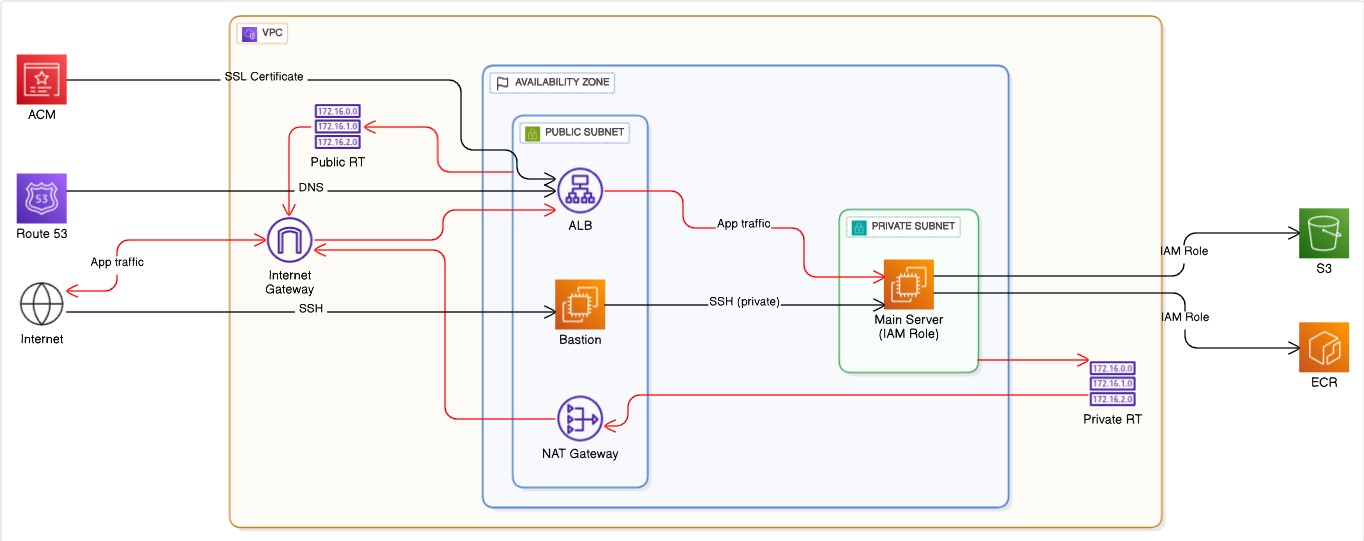 VPC
ACM
SSL Certificate
AVAILABILITY ZONE
172.16.0.0
172.16.1.0
172.16.2.0
Public RT
PUBLIC SUBNET
53
Route 53
DNS
ALB
App traffic
PRIVATE SUBNET
App traffic
Internet
Gateway
IAM Role
S3
Internet
SSH
Bastion
SSH (private)
Main Server
(IAM Role)
IAM Role
ECR
172.16.0.0
172.16.1.0
172.16.2.0
Private RT
NAT Gateway